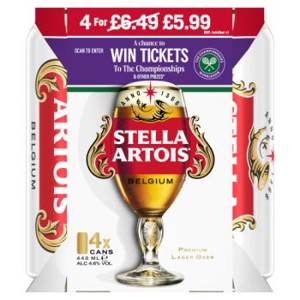 4 For £6.49 £5.99
SCAN TO ENTER
A chance to
WIN TICKETS
To The Championships
& OTHER PRIZES*
ANNO 1366
STELLA
ARTOIS
BELGIUM
4x
CANS
440 ML e
ALC 4.6% VOL
PREMIUM
LAGER BEER
ARTOIS
BELGIUM